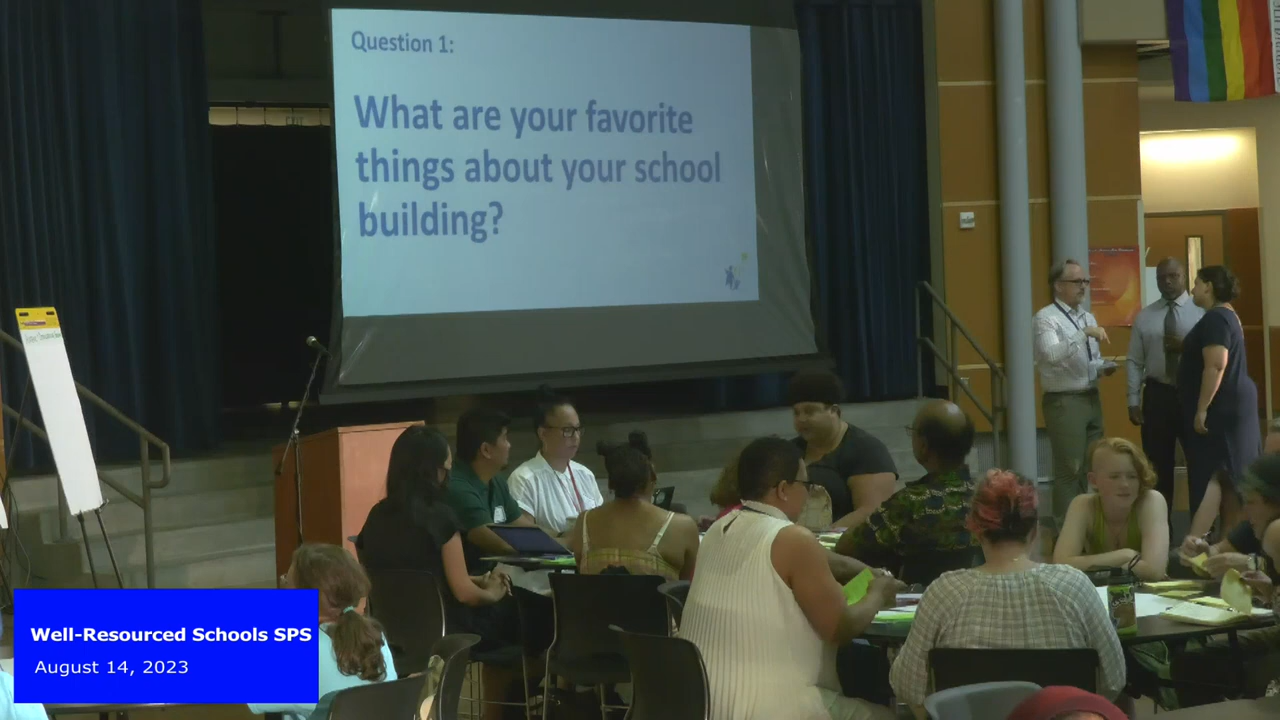 Question 1:
What are your favorite
things about your school
building?
Well-Resourced Schools SPS
August 14, 2023